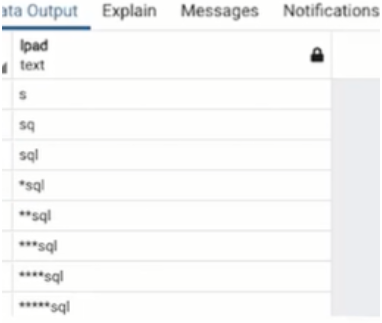 ata Output Explain Messages Notifications
lpad
text
s
sq
sql
*sql
**sql
***sql
****sql
*****sql